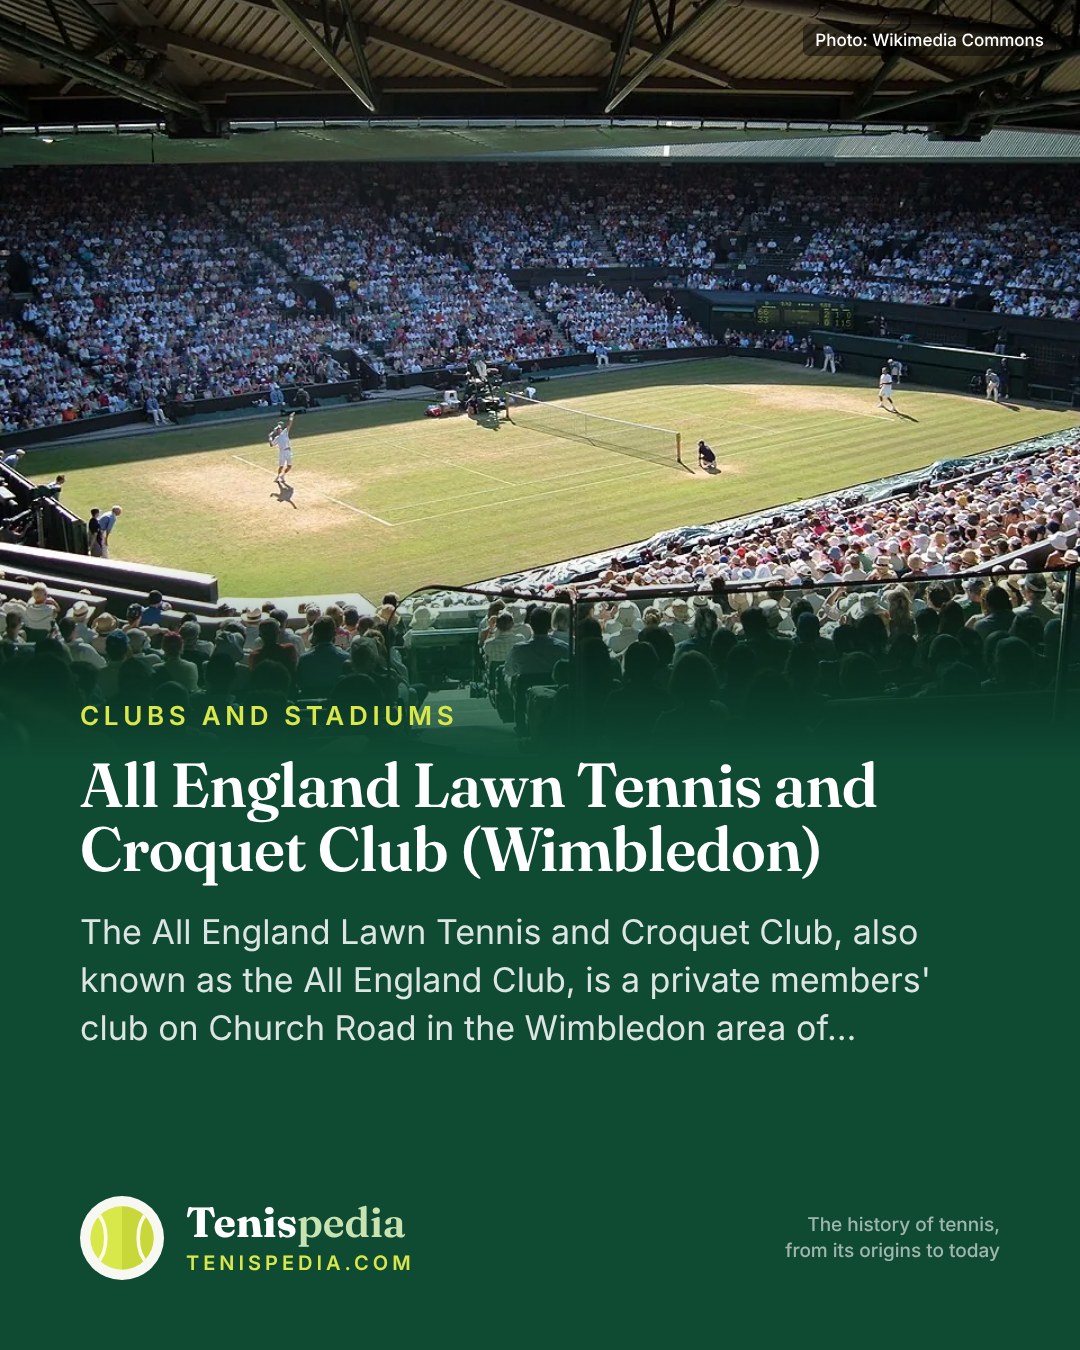 Photo: Wikimedia Commons
CLUBS AND STADIUMS
All England Lawn Tennis and
Croquet Club (Wimbledon)
The All England Lawn Tennis and Croquet Club, also
known as the All England Club, is a private members'
club on Church Road in the Wimbledon area of...
Tenispedia
TENISPEDIA.COM
The history of tennis,
from its origins to today